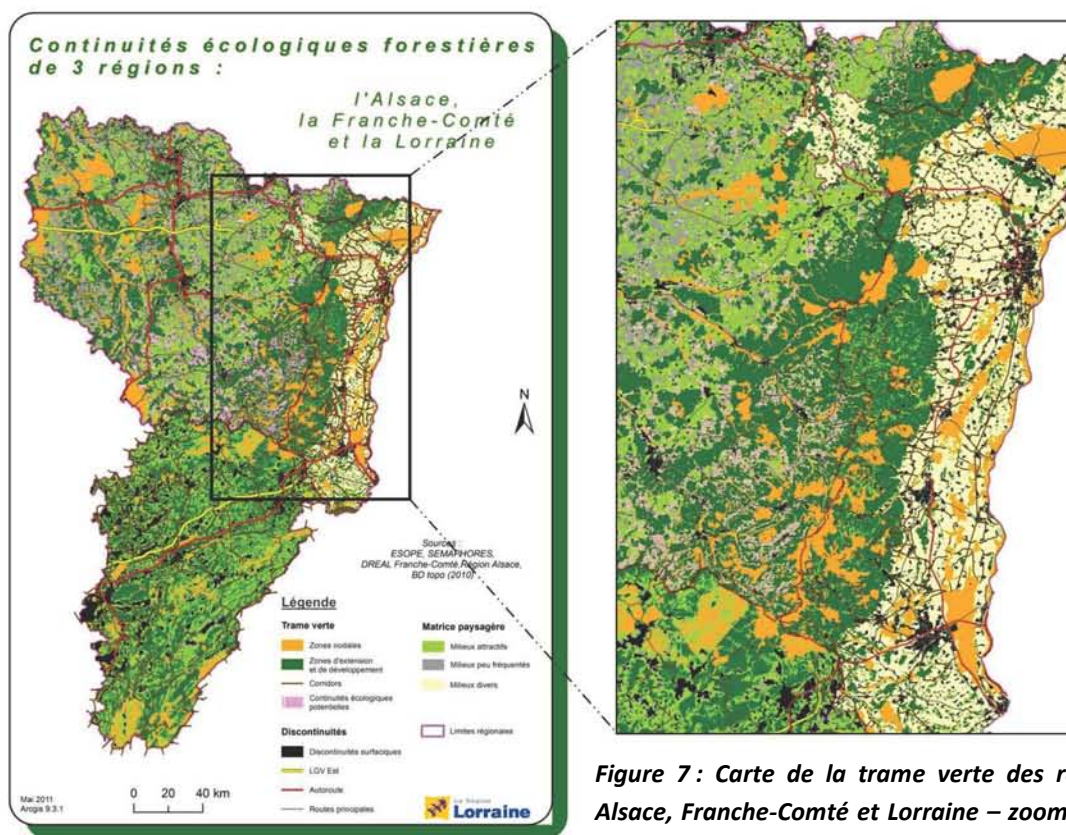 Continuités écologiques forestières
de 3 régions :
l'Alsace,
la Franche-Comté
et la Lorraine
N
Sources :
ESOPE, SEMAPHORES,
DREAL Franche-Comté,Région Alsace,
BD topo (2010)
Légende
Trame verte
Zones nodales
Zones d'extension
et de développement
Corridors
Continuités écologiques
potentielles
Discontinuités
Discontinuités surfaciques
LGV Est
Autoroute
Routes principales
Matrice paysagère
Milieux attractifs
Milieux peu fréquentés
Milieux divers
Limites régionales
Mai 2011
Arcgis 9.3.1
0 20 40 km
La Région
Lorraine
Figure 7 : Carte de la trame verte des r
Alsace, Franche-Comté et Lorraine – zoom